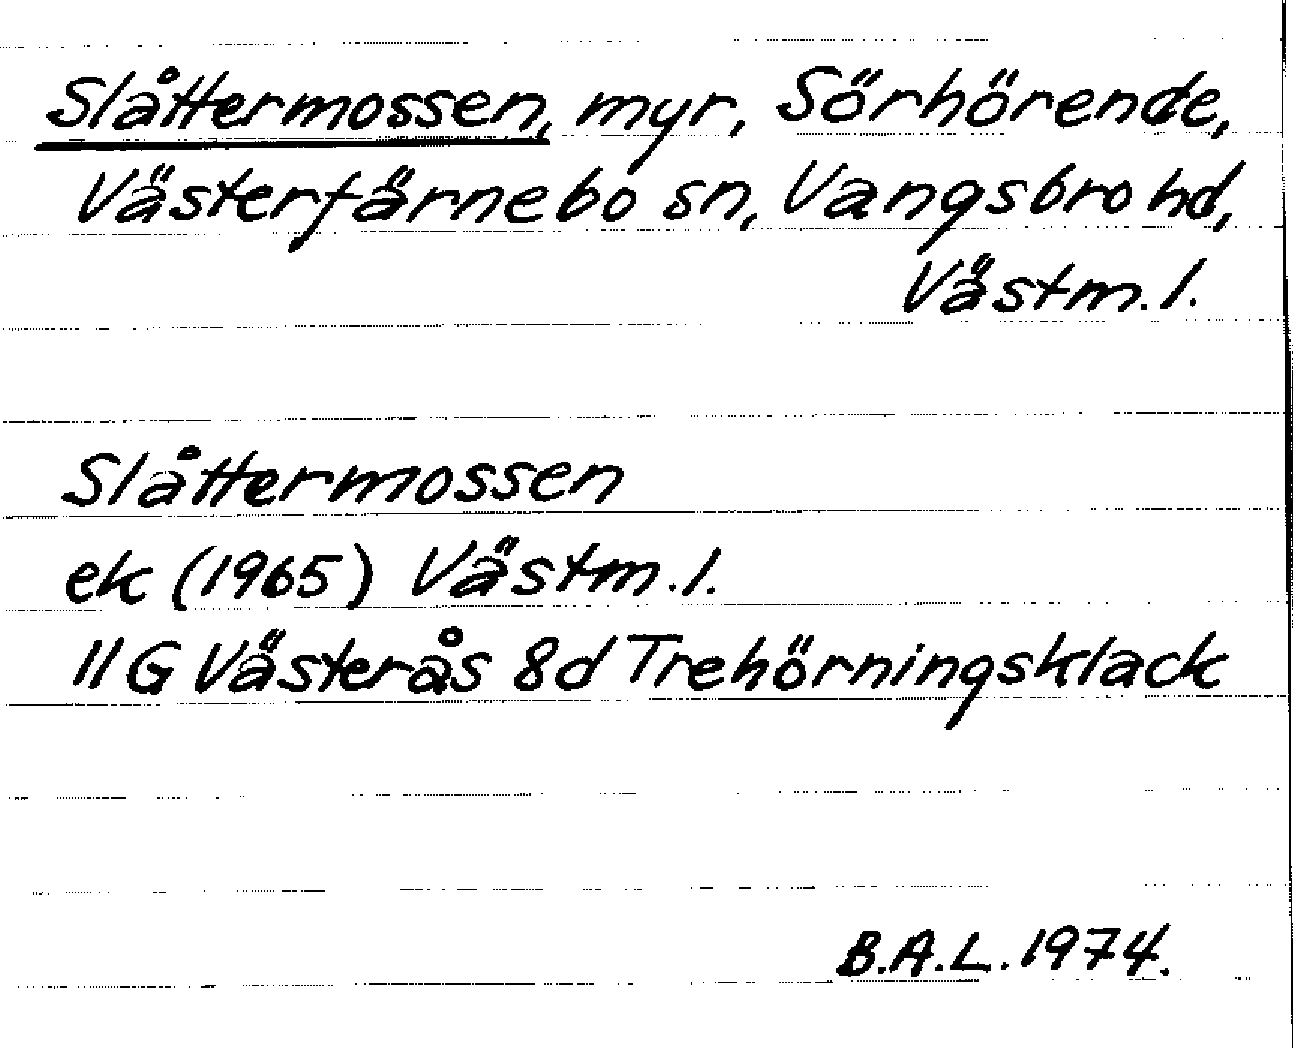 Slåttermossen, myr, Sörhörende,
Västerfärnebo sn, Vangsbro hd,
Västm. l.
Slåttermossen
ek (1965) Västm. l.
11 G Västerås 8d Trehörningsklack
B.A.L. 1974.